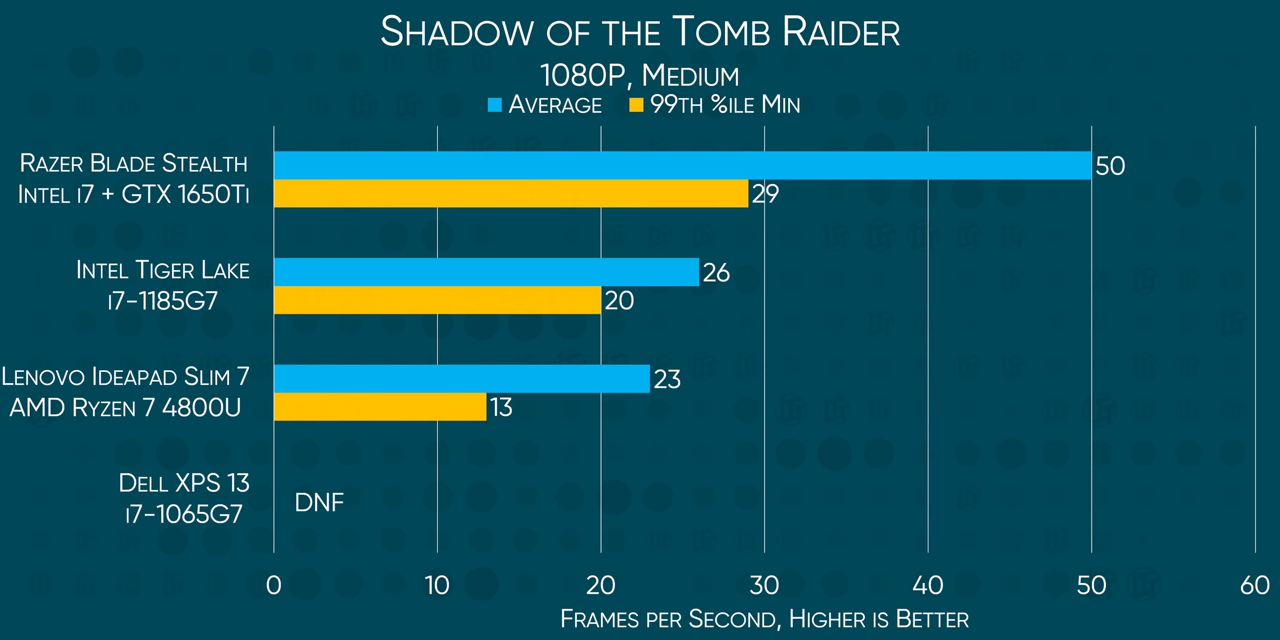 Shadow of the Tomb Raider
1080P, Medium
Average 99th %ile Min
Razer Blade Stealth
Intel i7 + GTX 1650Ti
50
29
Intel Tiger Lake
i7-1185G7
26
20
Lenovo Ideapad Slim 7
AMD Ryzen 7 4800U
23
13
Dell XPS 13
i7-1065G7
DNF
0 10 20 30 40 50 60
Frames per Second, Higher is Better